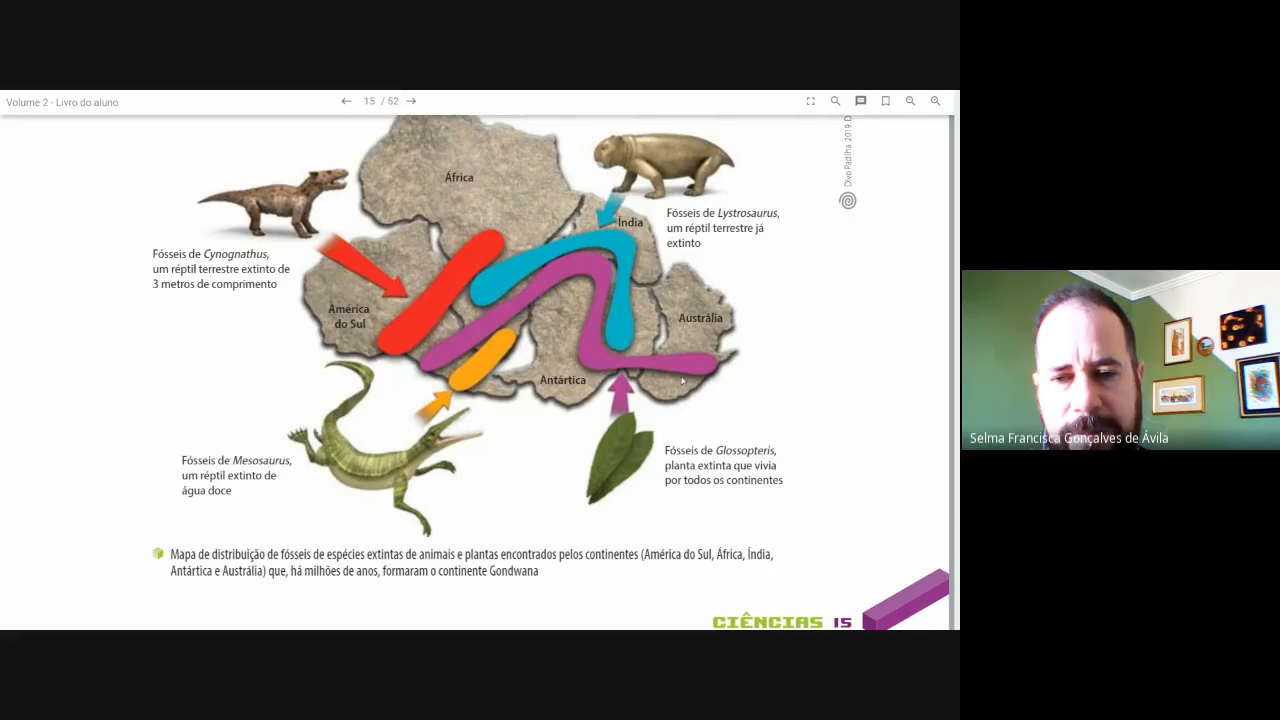 Volume 2 - Livro do aluno
15 / 52
Divo Padilha. 2019. D
África
Índia
Fósseis de Lystrosaurus,
um réptil terrestre já
extinto
Fósseis de Cynognathus,
um réptil terrestre extinto de
3 metros de comprimento
América
do Sul
Austrália
Antártica
Fósseis de Mesosaurus,
um réptil extinto de
água doce
Fósseis de Glossopteris,
planta extinta que vivia
por todos os continentes
Mapa de distribuição de fósseis de espécies extintas de animais e plantas encontrados pelos continentes (América do Sul, África, Índia,
Antártica e Austrália) que, há milhões de anos, formaram o continente Gondwana
CIÊNCIAS 15
Selma Francisca Gonçalves de Ávila